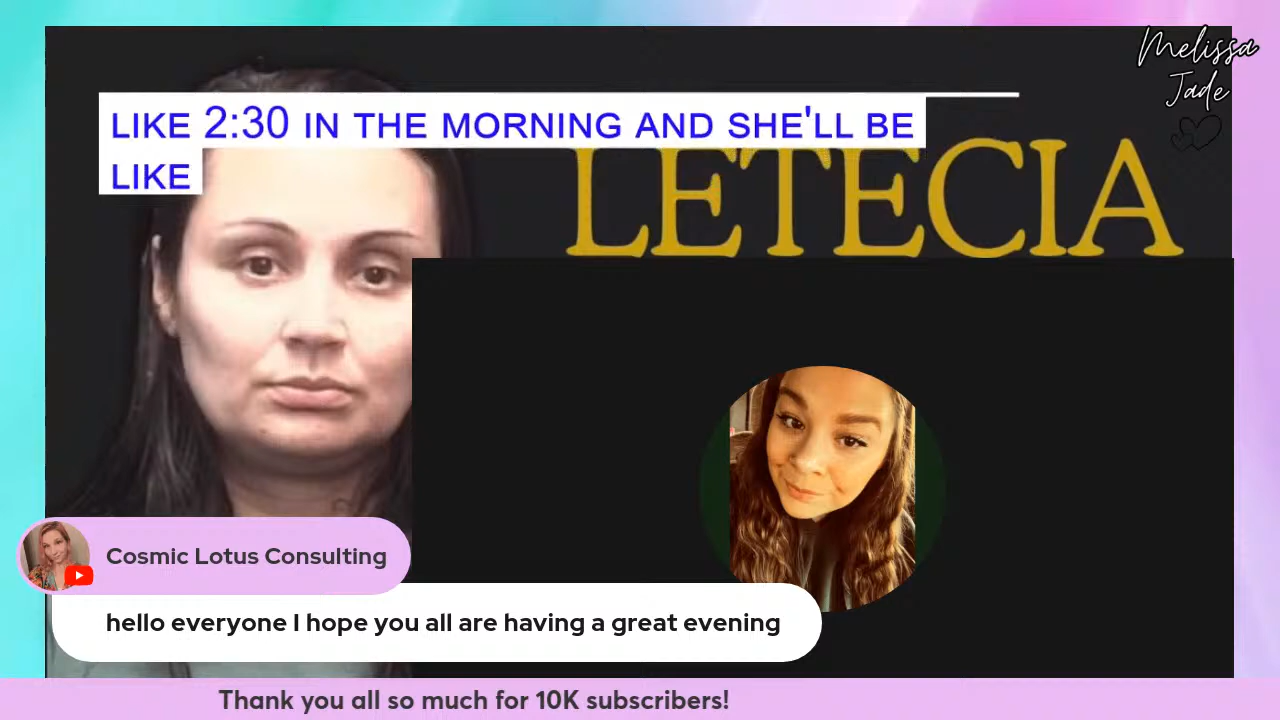 Melissa
Jade
LIKE 2:30 IN THE MORNING AND SHE'LL BE
LIKE
LETECIA
Cosmic Lotus Consulting
hello everyone I hope you all are having a great evening
Thank you all so much for 10K subscribers!